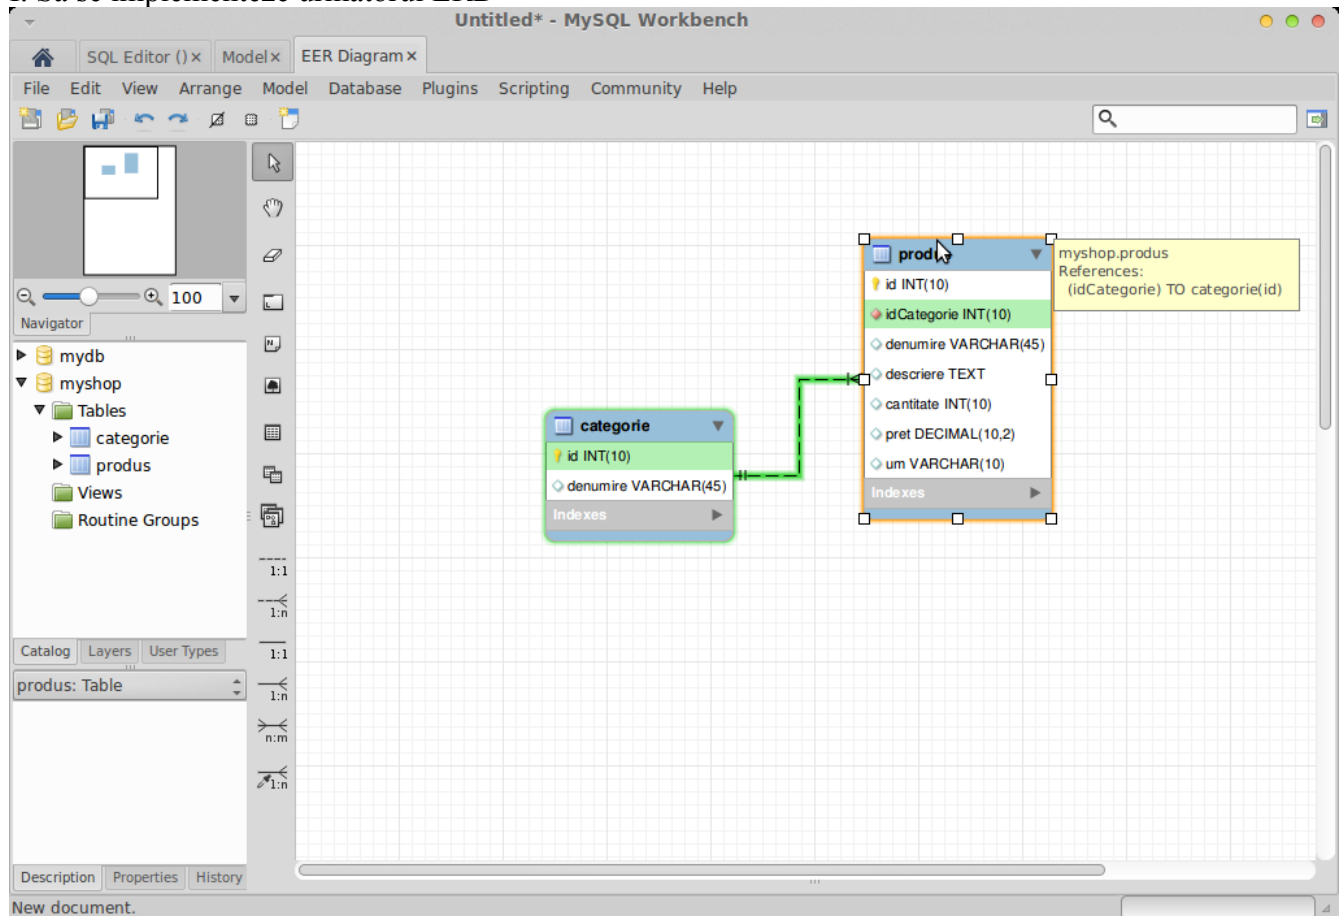 Untitled* - MySQL Workbench
SQL Editor () x Model x EER Diagram x
File Edit View Arrange Model Database Plugins Scripting Community Help
100
Navigator
mydb
myshop
Tables
categorie
produs
Views
Routine Groups
Catalog Layers User Types
produs: Table
Description Properties History
New document.
1:1
1:n
1:1
1:n
n:m
1:n
categorie
id INT(10)
denumire VARCHAR(45)
Indexes
id INT(10)
idCategorie INT(10)
denumire VARCHAR(45)
descriere TEXT
cantitate INT(10)
pret DECIMAL(10,2)
um VARCHAR(10)
Indexes
myshop.produs
References:
(idCategorie) TO categorie(id)